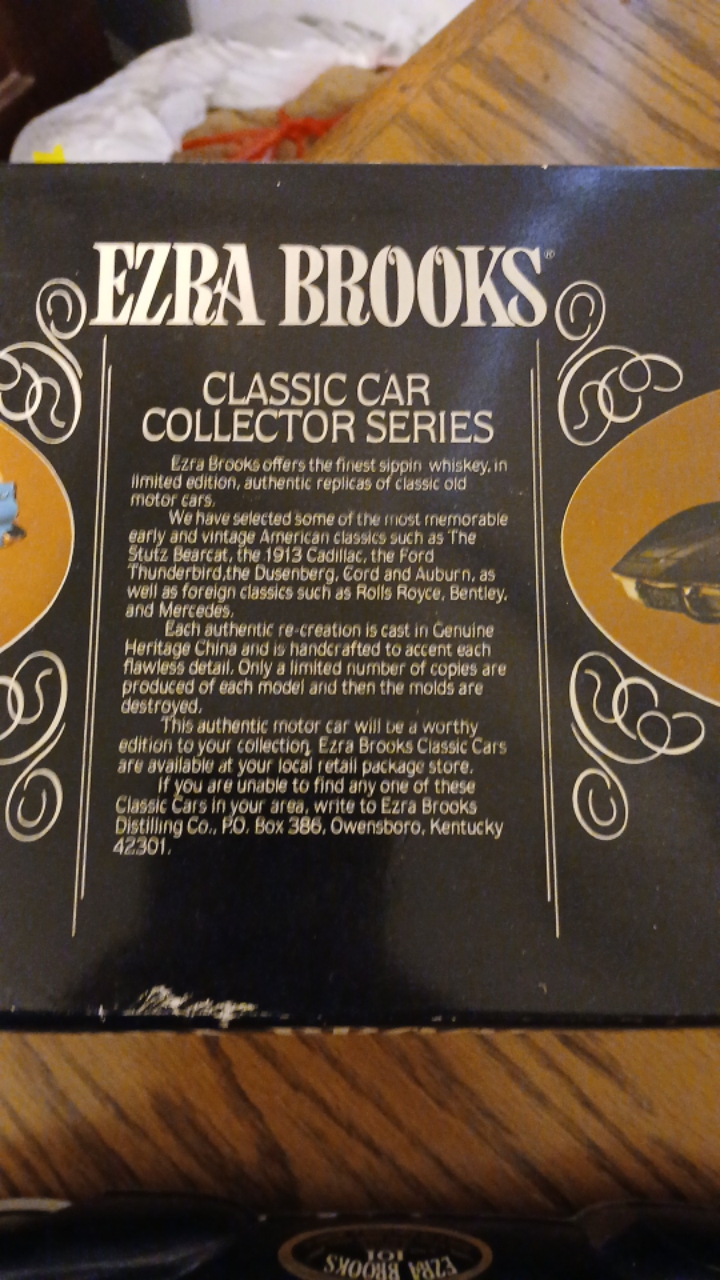 EZRA BROOKS®
CLASSIC CAR
COLLECTOR SERIES
Ezra Brooks offers the finest sippin whiskey, in
limited edition, authentic replicas of classic old
motor cars.
We have selected some of the most memorable
early and vintage American classics such as The
Stutz Bearcat, the 1913 Cadillac, the Ford
Thunderbird,the Dusenberg, Cord and Auburn, as
well as foreign classics such as Rolls Royce, Bentley,
and Mercedes.
Each authentic re-creation is cast in Genuine
Heritage China and is handcrafted to accent each
flawless detail. Only a limited number of copies are
produced of each model and then the molds are
destroyed.
This authentic motor car will be a worthy
edition to your collection. Ezra Brooks Classic Cars
are available at your local retail package store.
If you are unable to find any one of these
Classic Cars in your area, write to Ezra Brooks
Distilling Co., P.O. Box 386, Owensboro, Kentucky
42301.
EZRA BROOKS
101